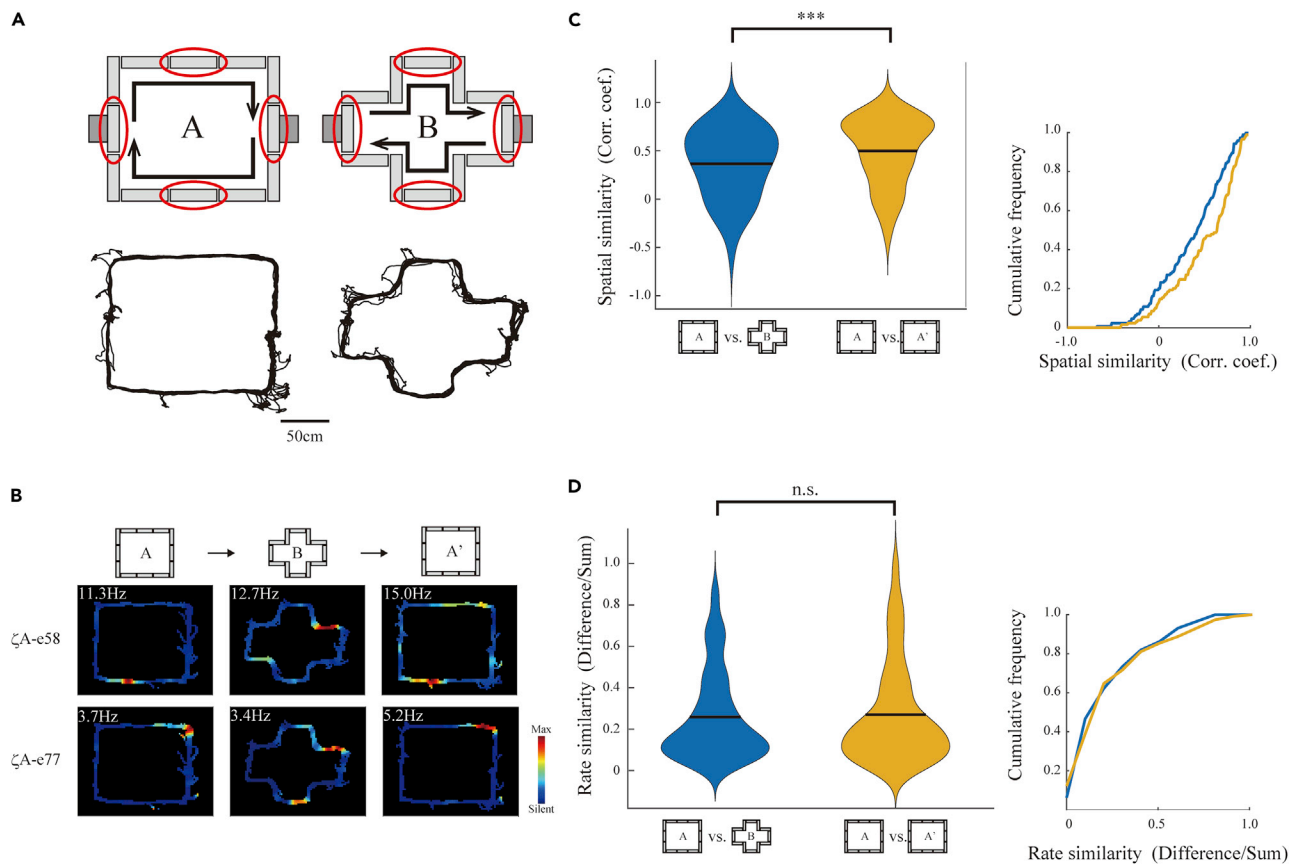 A
A
B
50cm
B
A
B
A’
ζA-e58
11.3Hz
12.7Hz
15.0Hz
ζA-e77
3.7Hz
3.4Hz
5.2Hz
Max
Silent
C
***
Spatial similarity (Corr. coef.)
1.0
0.5
0
-0.5
-1.0
A vs. B
A vs. A’
Cumulative frequency
1.0
0.8
0.6
0.4
0.2
0
-1.0 0 1.0
Spatial similarity (Corr. coef.)
D
n.s.
Rate similarity (Difference/Sum)
1.0
0.8
0.6
0.4
0.2
0
A vs. B
A vs. A’
Cumulative frequency
1.0
0.8
0.6
0.4
0.2
0 0.5 1.0
Rate similarity (Difference/Sum)